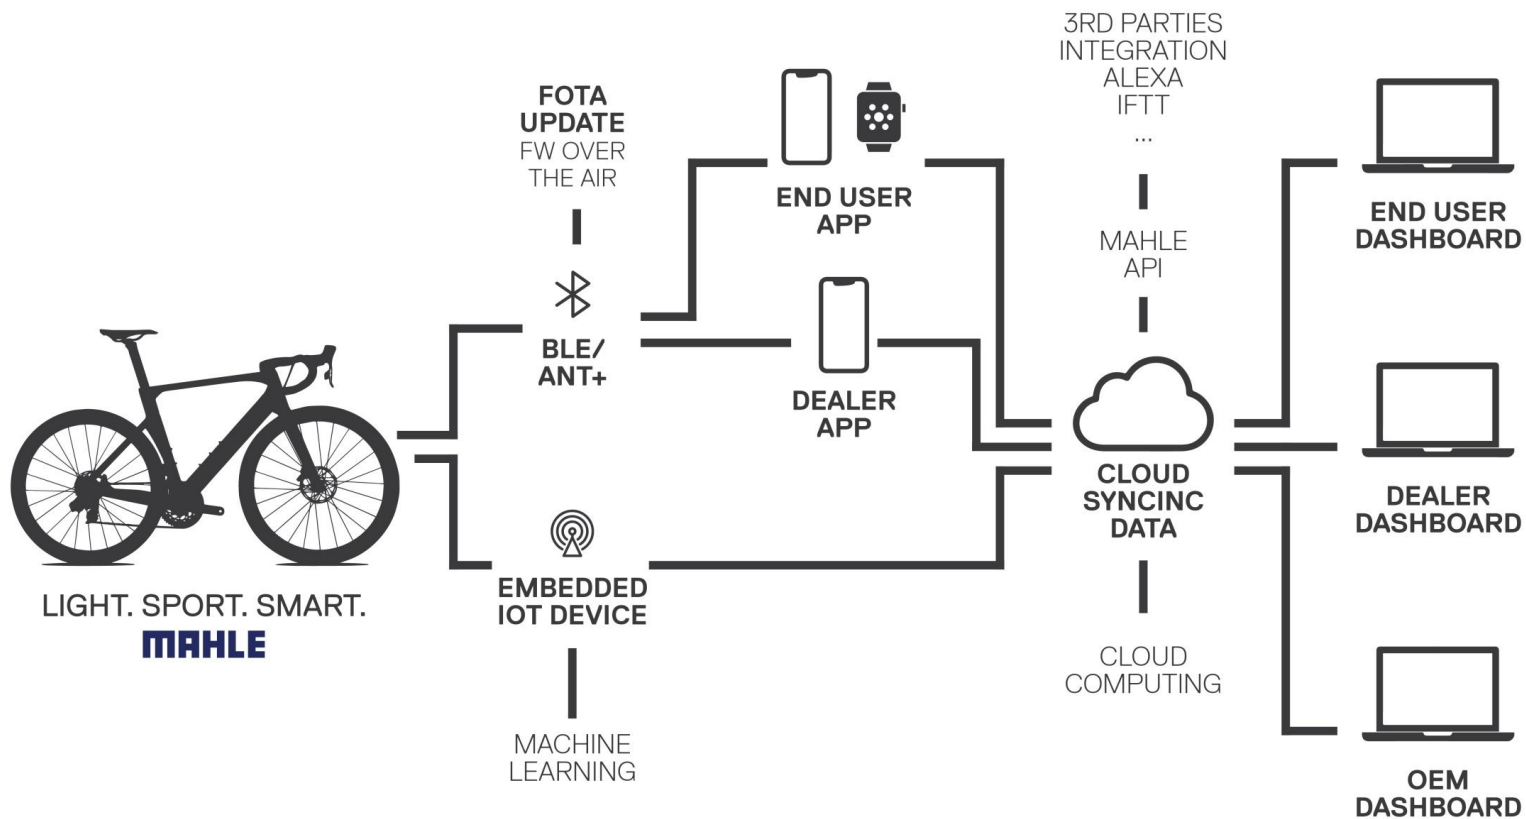 LIGHT. SPORT. SMART.
MAHLE
FOTA
UPDATE
FW OVER
THE AIR
BLE/
ANT+
EMBEDDED
IOT DEVICE
MACHINE
LEARNING
END USER
APP
DEALER
APP
3RD PARTIES
INTEGRATION
ALEXA
IFTT
...
MAHLE
API
CLOUD
SYNCINC
DATA
CLOUD
COMPUTING
END USER
DASHBOARD
DEALER
DASHBOARD
OEM
DASHBOARD